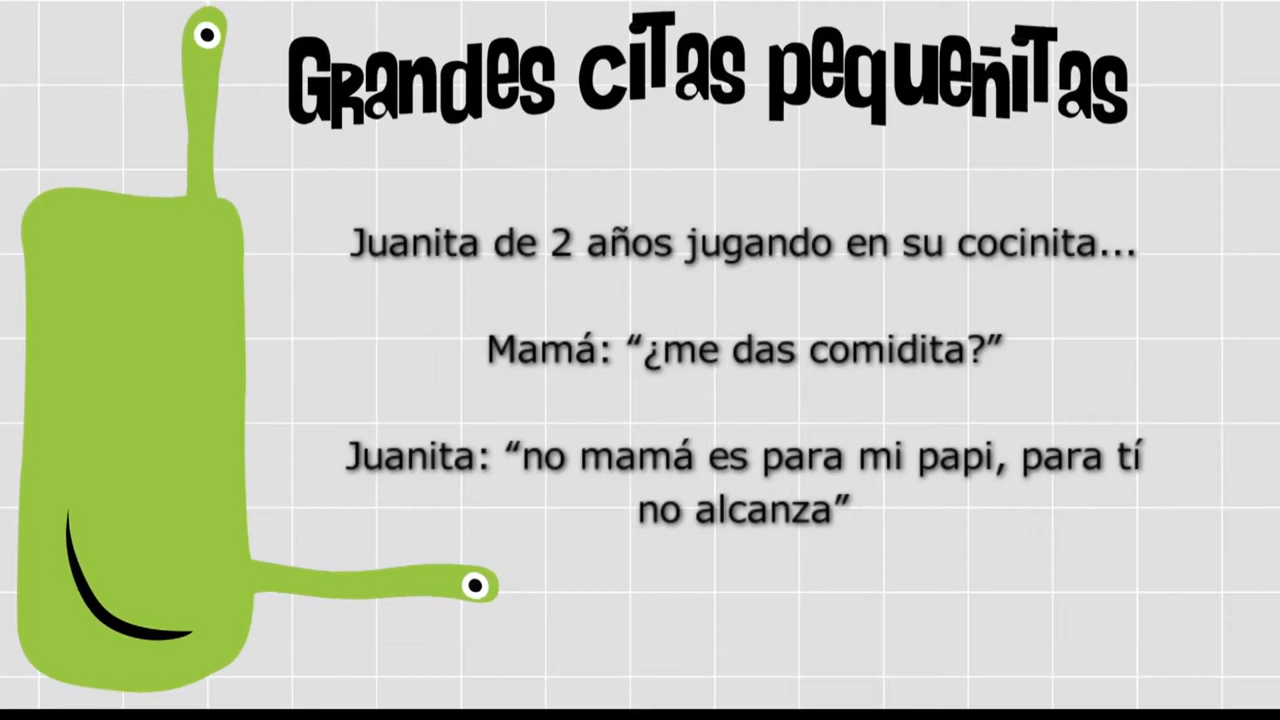 Grandes citas pequeñitas
Juanita de 2 años jugando en su cocinita...
Mamá: “¿me das comidita?”
Juanita: “no mamá es para mi papi, para tí
no alcanza”